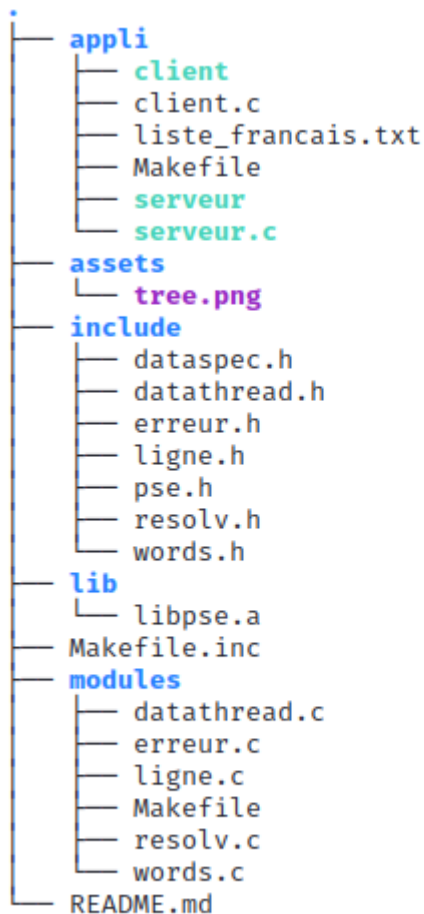 .
├── appli
│   ├── client
│   ├── client.c
│   ├── liste_francais.txt
│   ├── Makefile
│   ├── serveur
│   └── serveur.c
├── assets
│   └── tree.png
├── include
│   ├── dataspec.h
│   ├── datathread.h
│   ├── erreur.h
│   ├── ligne.h
│   ├── pse.h
│   ├── resolv.h
│   └── words.h
├── lib
│   └── libpse.a
├── Makefile.inc
├── modules
│   ├── datathread.c
│   ├── erreur.c
│   ├── ligne.c
│   ├── Makefile
│   ├── resolv.c
│   └── words.c
└── README.md